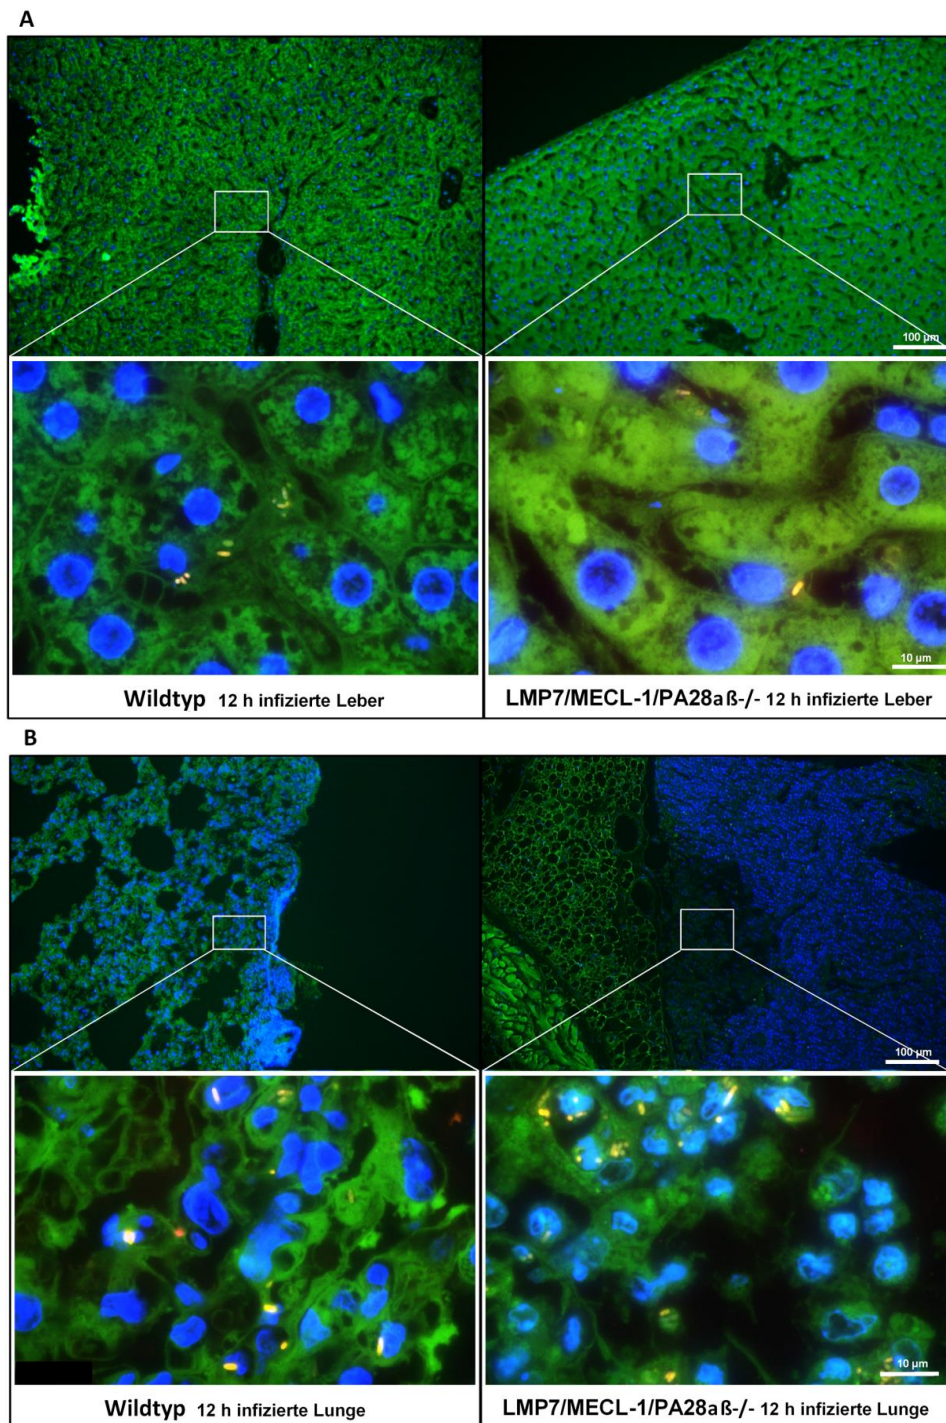 A
100 µm
10 µm
Wildtyp 12 h infizierte Leber
LMP7/MECL-1/PA28aß-/- 12 h infizierte Leber
B
100 µm
10 µm
Wildtyp 12 h infizierte Lunge
LMP7/MECL-1/PA28aß-/- 12 h infizierte Lunge